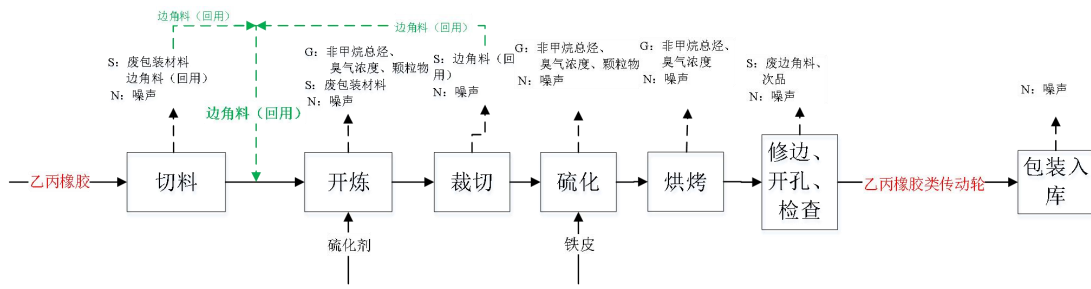 边角料（回用）
边角料（回用）
S：废包装材料
边角料（回用）
N：噪声
边角料（回用）
G：非甲烷总烃、
臭气浓度、颗粒物
S：废包装材料
N：噪声
S：边角料（回
用）
N：噪声
G：非甲烷总烃、
臭气浓度、颗粒物
N：噪声
G：非甲烷总烃、
臭气浓度
N：噪声
S：废边角料、
次品
N：噪声
N：噪声
乙丙橡胶
切料
开炼
裁切
硫化
烘烤
修边、
开孔、
检查
乙丙橡胶类传动轮
包装入
库
硫化剂
铁皮